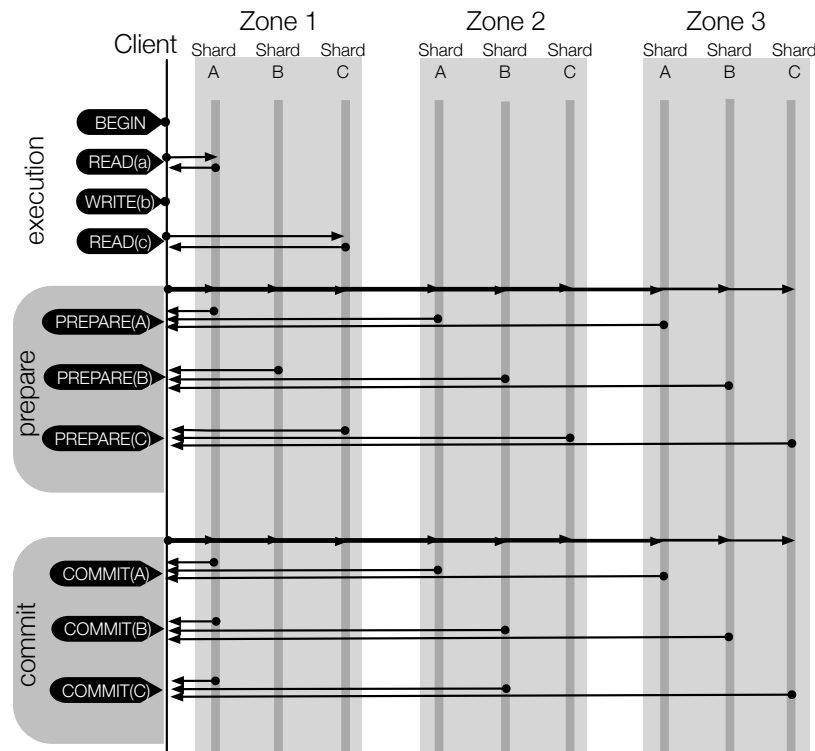 Zone 1 Zone 2 Zone 3
Client
Shard Shard Shard Shard Shard Shard Shard Shard Shard
A B C A B C A B C
execution
BEGIN
READ(a)
WRITE(b)
READ(c)
prepare
PREPARE(A)
PREPARE(B)
PREPARE(C)
commit
COMMIT(A)
COMMIT(B)
COMMIT(C)